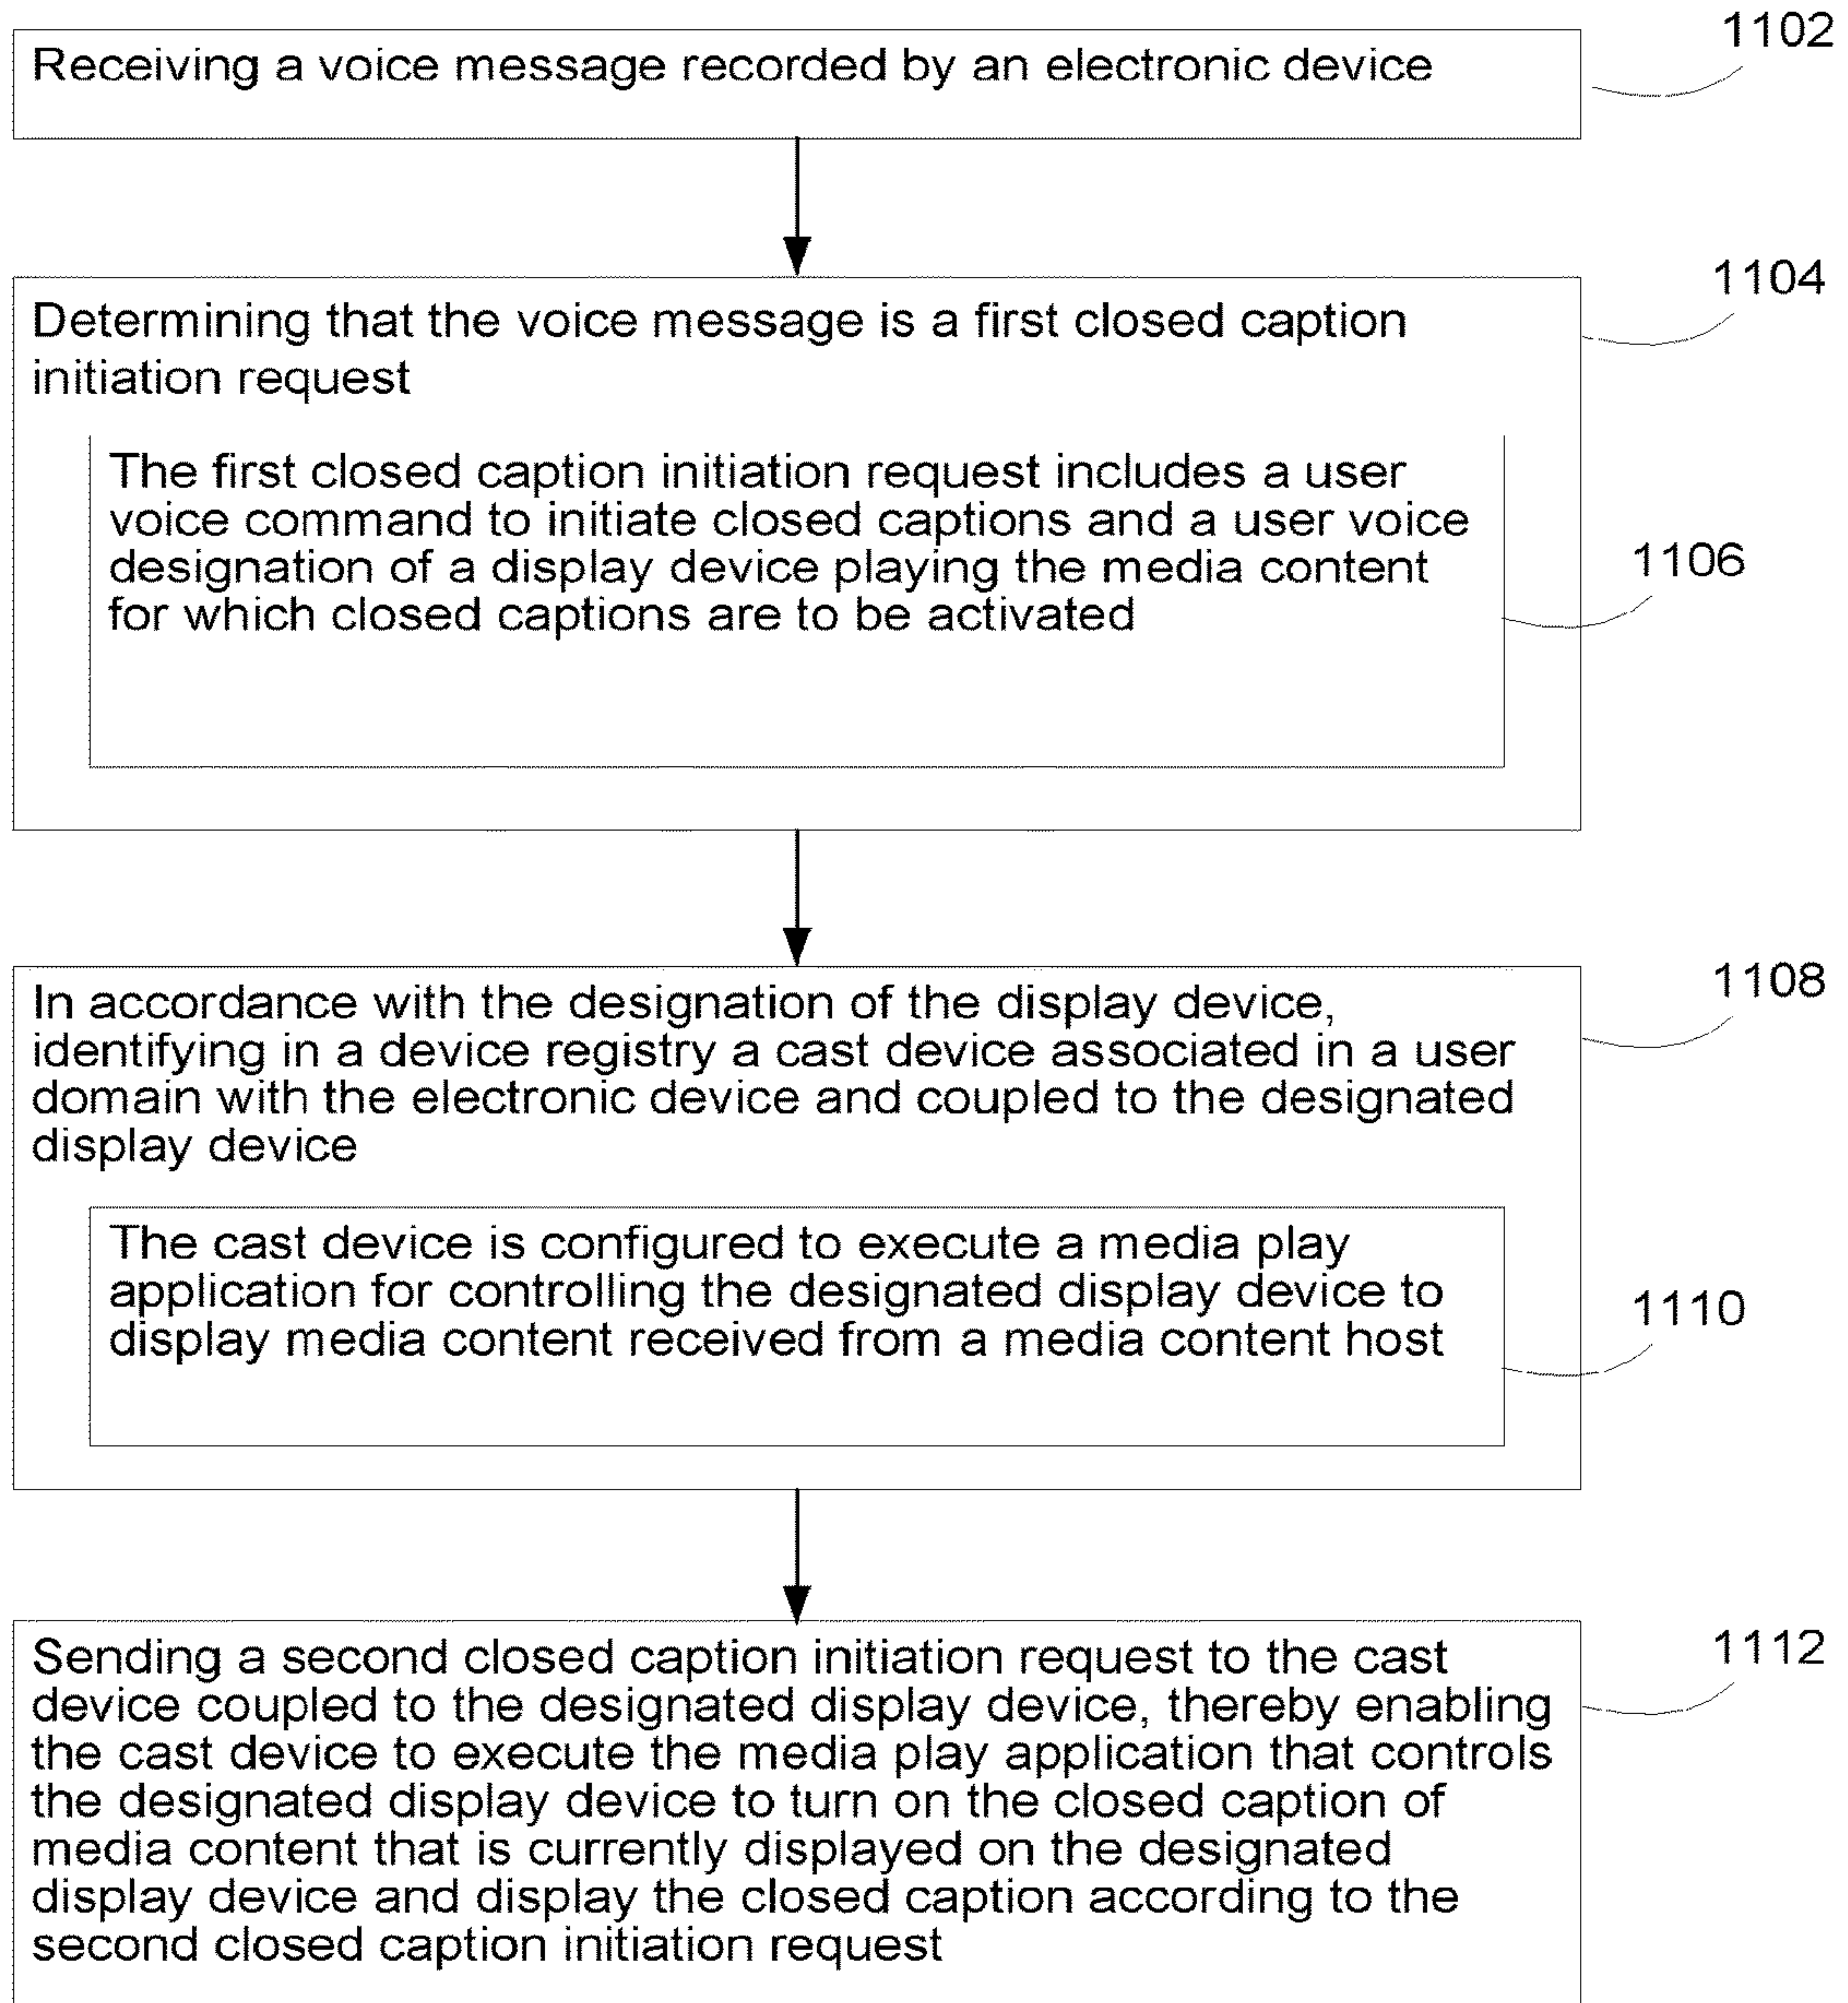 1102
Receiving a voice message recorded by an electronic device
1104
Determining that the voice message is a first closed caption
initiation request
The first closed caption initiation request includes a user
voice command to initiate closed captions and a user voice
designation of a display device playing the media content
for which closed captions are to be activated
1106
1108
In accordance with the designation of the display device,
identifying in a device registry a cast device associated in a user
domain with the electronic device and coupled to the designated
display device
The cast device is configured to execute a media play
application for controlling the designated display device to
display media content received from a media content host
1110
1112
Sending a second closed caption initiation request to the cast
device coupled to the designated display device, thereby enabling
the cast device to execute the media play application that controls
the designated display device to turn on the closed caption of
media content that is currently displayed on the designated
display device and display the closed caption according to the
second closed caption initiation request